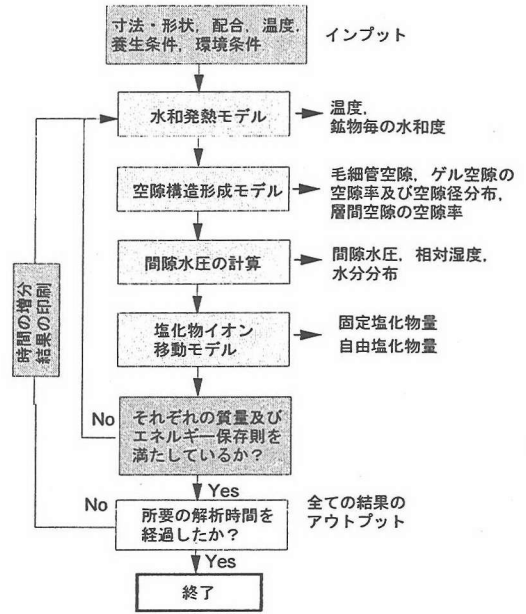 寸法・形状, 配合, 温度,
養生条件, 環境条件
インプット
水和発熱モデル
温度,
鉱物毎の水和度
空隙構造形成モデル
毛細管空隙, ゲル空隙の
空隙率及び空隙径分布,
層間空隙の空隙率
間隙水圧の計算
間隙水圧, 相対湿度,
水分分布
塩化物イオン
移動モデル
固定塩化物量
自由塩化物量
時間の増分
結果の印刷
No
それぞれの質量及び
エネルギー保存則を
満たしているか？
Yes
No
所要の解析時間を
経過したか？
全ての結果の
アウトプット
Yes
終了